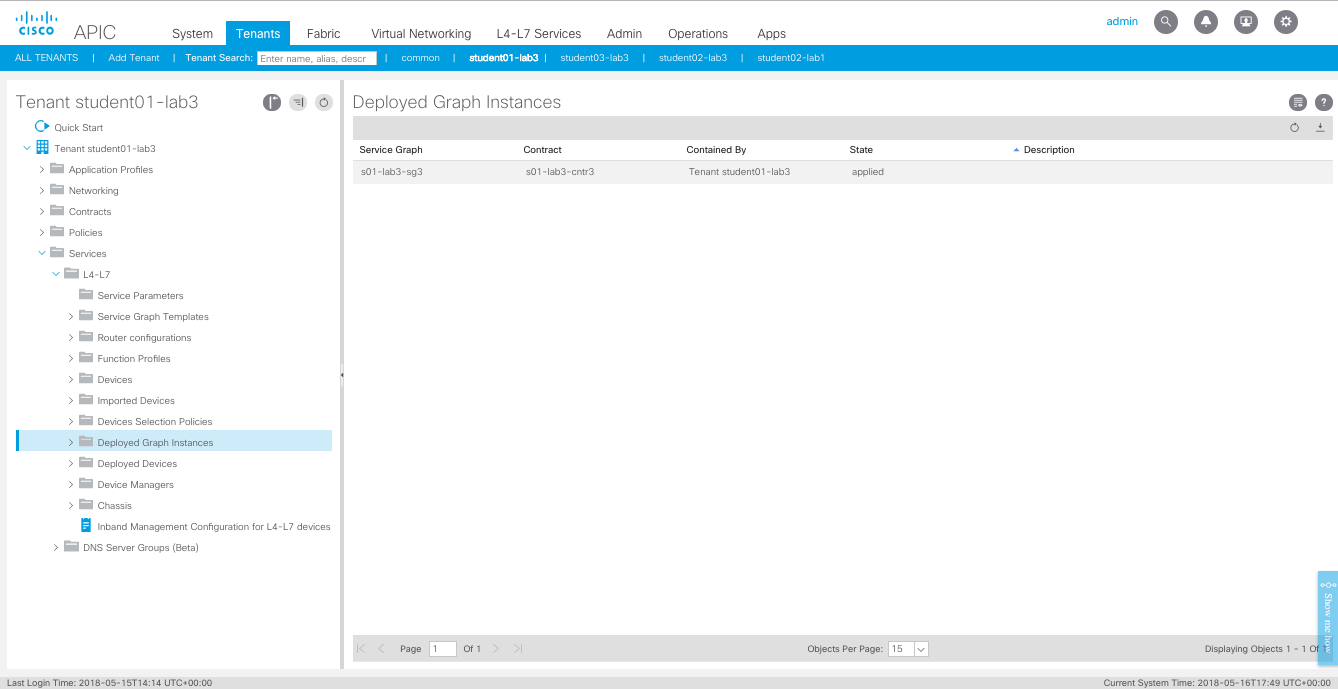 CISCO APIC
admin
System Tenants Fabric Virtual Networking L4-L7 Services Admin Operations Apps
ALL TENANTS | Add Tenant | Tenant Search: Enter name, alias, descr | common | student01-lab3 | student03-lab3 | student02-lab3 | student02-lab1
Tenant student01-lab3
Quick Start
Tenant student01-lab3
Application Profiles
Networking
Contracts
Policies
Services
L4-L7
Service Parameters
Service Graph Templates
Router configurations
Function Profiles
Devices
Imported Devices
Devices Selection Policies
Deployed Graph Instances
Deployed Devices
Device Managers
Chassis
Inband Management Configuration for L4-L7 devices
DNS Server Groups (Beta)
Deployed Graph Instances
?
Service Graph Contract Contained By State Description
s01-lab3-sg3 s01-lab3-cntr3 Tenant student01-lab3 applied
Show me how
Page 1 Of 1 Objects Per Page: 15 Displaying Objects 1 - 1 Of
Last Login Time: 2018-05-15T14:14 UTC+00:00
Current System Time: 2018-05-16T17:49 UTC+00:00